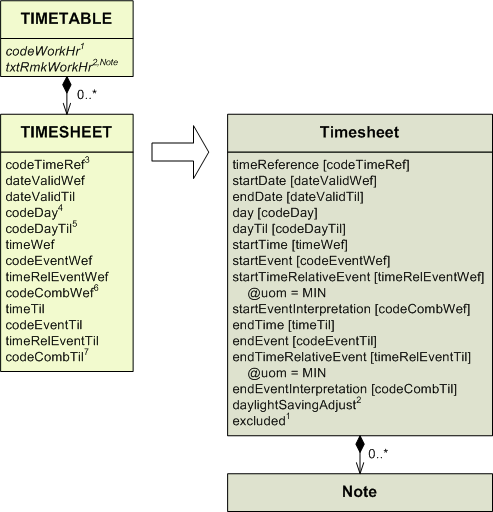 TIMETABLE
codeWorkHr1
txtRmkWorkHr2,Note
0..*
TIMESHEET
codeTimeRef3
dateValidWef
dateValidTil
codeDay4
codeDayTil5
timeWef
codeEventWef
timeRelEventWef
codeCombWef6
timeTil
codeEventTil
timeRelEventTil
codeCombTil7
Timesheet
timeReference [codeTimeRef]
startDate [dateValidWef]
endDate [dateValidTil]
day [codeDay]
dayTil [codeDayTil]
startTime [timeWef]
startEvent [codeEventWef]
startTimeRelativeEvent [timeRelEventWef]
@uom = MIN
startEventInterpretation [codeCombWef]
endTime [timeTil]
endEvent [codeEventTil]
endTimeRelativeEvent [timeRelEventTil]
@uom = MIN
endEventInterpretation [codeCombTil]
daylightSavingAdjust2
excluded1
0..*
Note